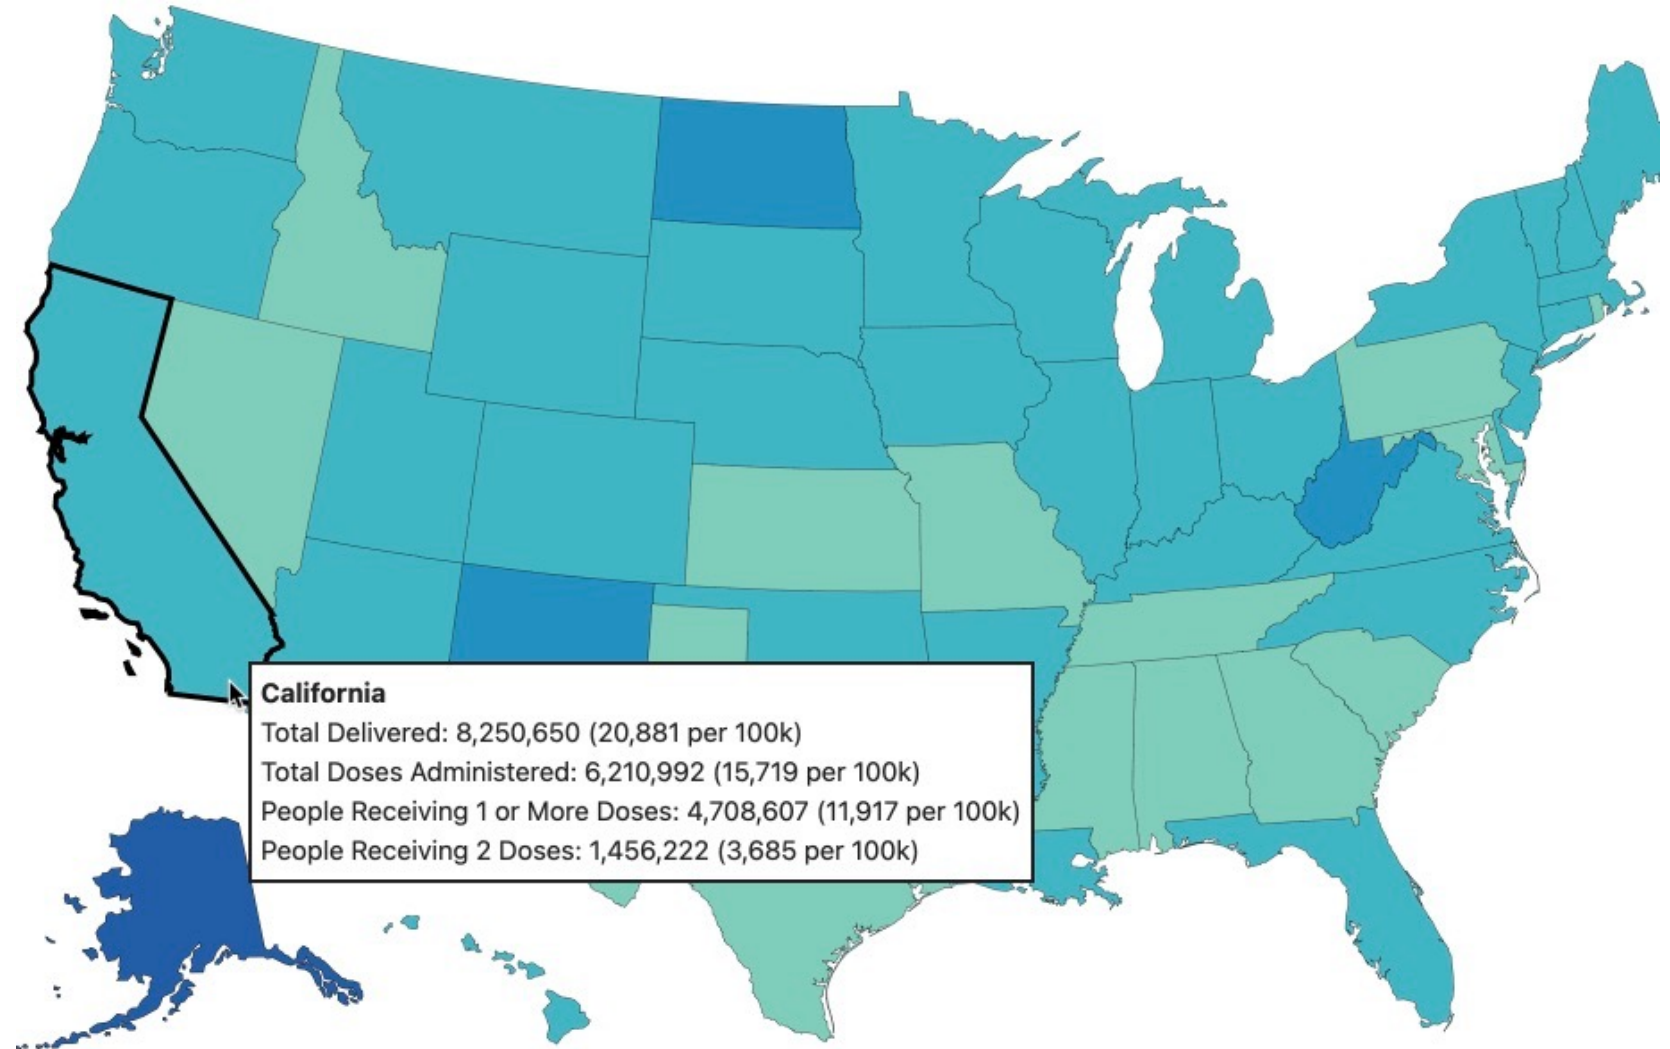 California
Total Delivered: 8,250,650 (20,881 per 100k)
Total Doses Administered: 6,210,992 (15,719 per 100k)
People Receiving 1 or More Doses: 4,708,607 (11,917 per 100k)
People Receiving 2 Doses: 1,456,222 (3,685 per 100k)